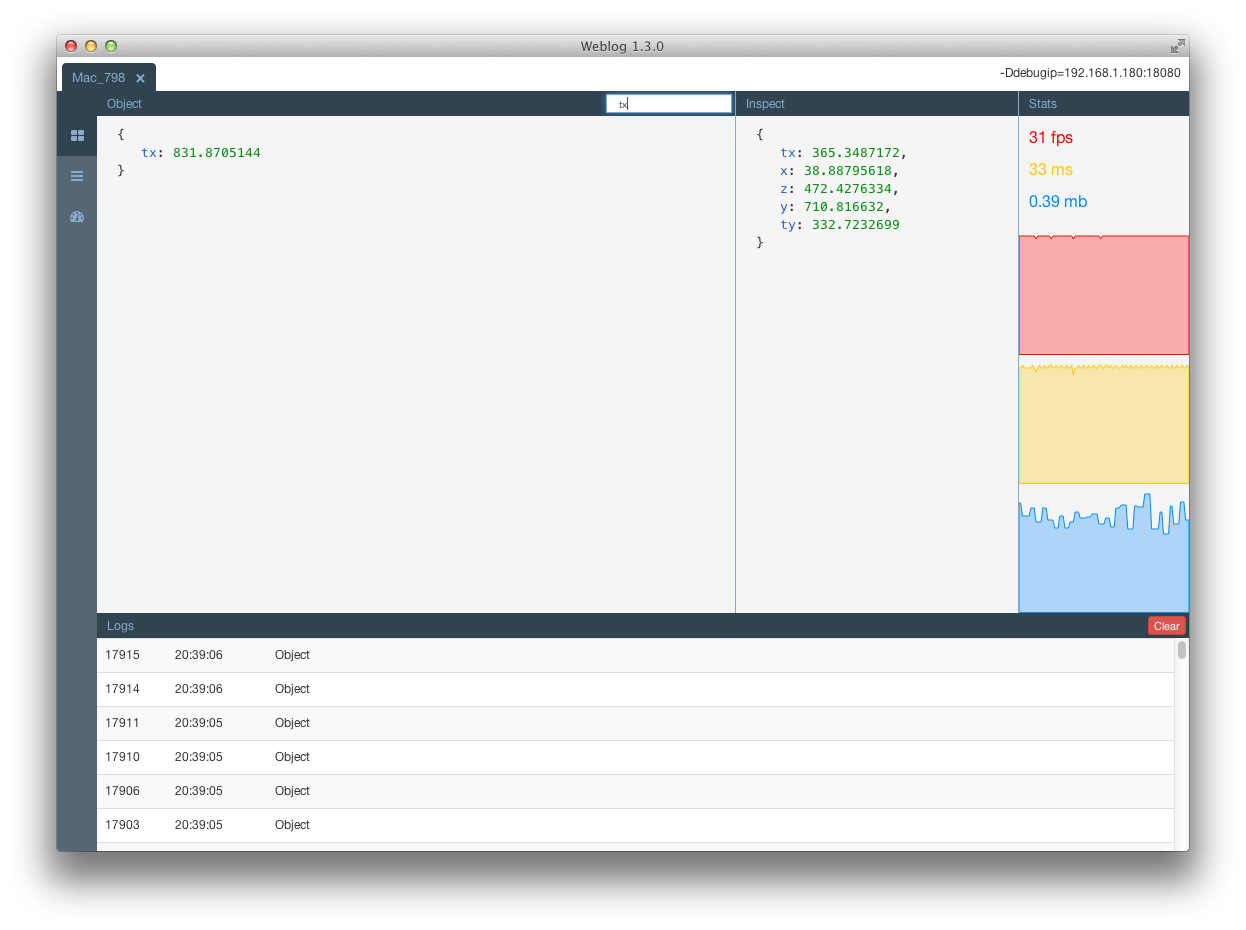 Weblog 1.3.0
Mac_798 ×
-Ddebugip=192.168.1.180:18080
Object
tx
{
tx: 831.8705144
}
Inspect
{
tx: 365.3487172,
x: 38.88795618,
z: 472.4276334,
y: 710.816632,
ty: 332.7232699
}
Stats
31 fps
33 ms
0.39 mb
Logs
Clear
17915 20:39:06 Object
17914 20:39:06 Object
17911 20:39:05 Object
17910 20:39:05 Object
17906 20:39:05 Object
17903 20:39:05 Object